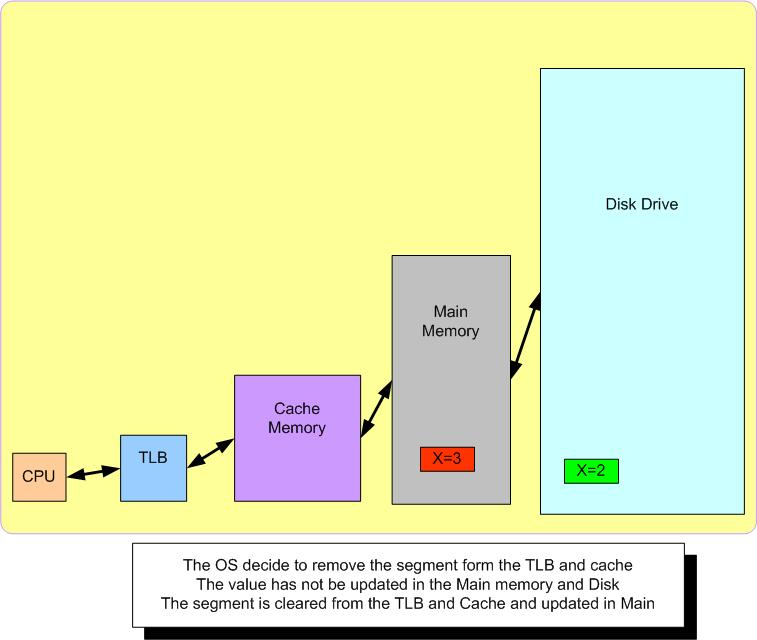 Disk Drive
Main
Memory
Cache
Memory
X=3
X=2
TLB
CPU
The OS decide to remove the segment form the TLB and cache
The value has not be updated in the Main memory and Disk
The segment is cleared from the TLB and Cache and updated in Main